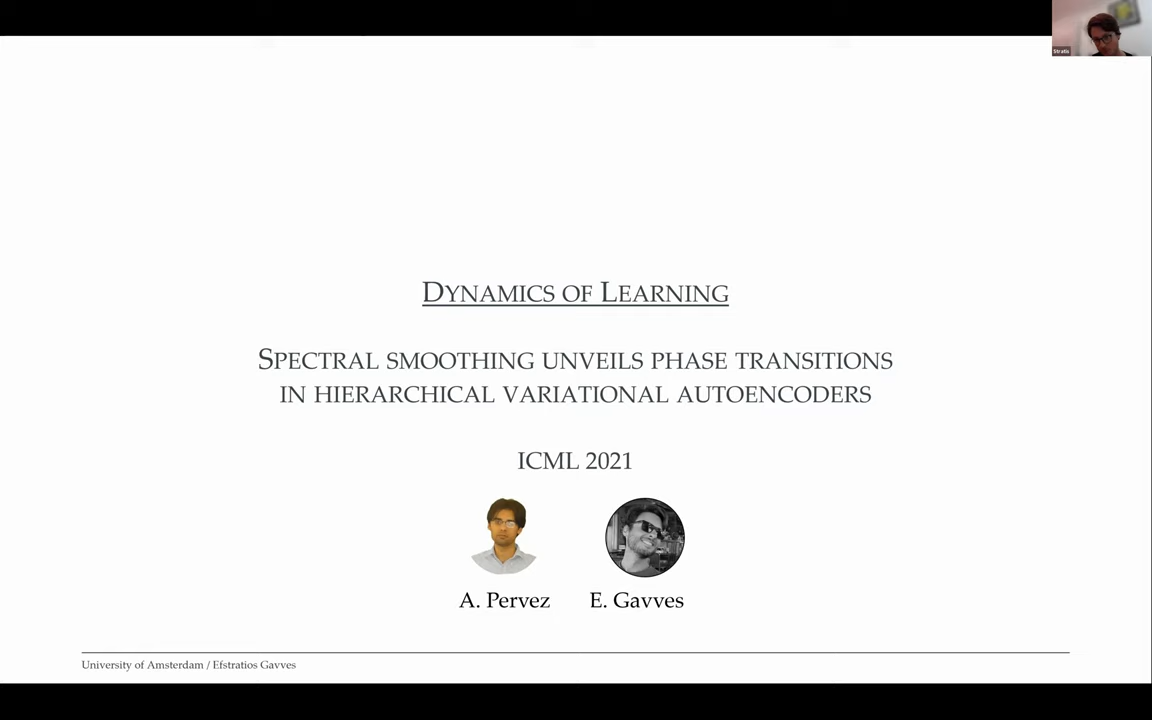 Stratis
Dynamics of Learning
Spectral smoothing unveils phase transitions
in hierarchical variational autoencoders
ICML 2021
A. Pervez
E. Gavves
University of Amsterdam / Efstratios Gavves